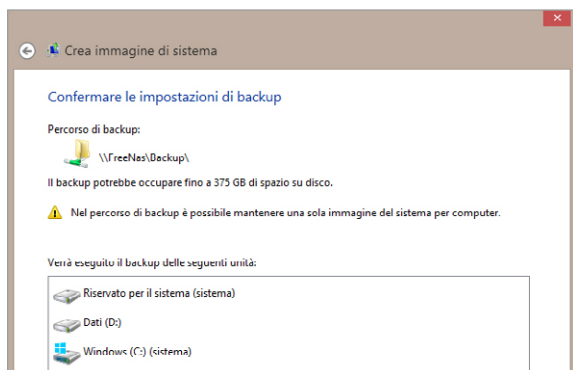 Crea immagine di sistema
Confermare le impostazioni di backup
Percorso di backup:
\\FreeNas\Backup\
Il backup potrebbe occupare fino a 375 GB di spazio su disco.
Nel percorso di backup è possibile mantenere una sola immagine del sistema per computer.
Verrà eseguito il backup delle seguenti unità:
Riservato per il sistema (sistema)
Dati (D:)
Windows (C:) (sistema)